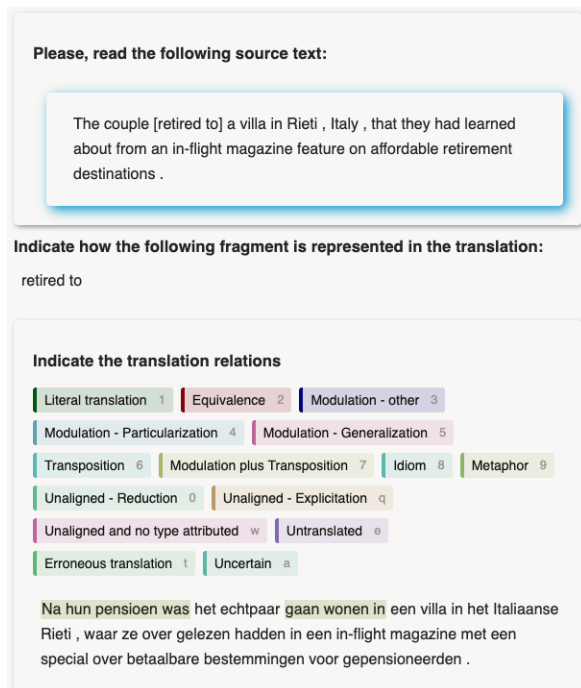 Please, read the following source text:
The couple [retired to] a villa in Rieti , Italy , that they had learned
about from an in-flight magazine feature on affordable retirement
destinations .
Indicate how the following fragment is represented in the translation:
retired to
Indicate the translation relations
Literal translation 1 Equivalence 2 Modulation - other 3
Modulation - Particularization 4 Modulation - Generalization 5
Transposition 6 Modulation plus Transposition 7 Idiom 8 Metaphor 9
Unaligned - Reduction 0 Unaligned - Explicitation q
Unaligned and no type attributed w Untranslated e
Erroneous translation t Uncertain a
Na hun pensioen was het echtpaar gaan wonen in een villa in het Italiaanse
Rieti , waar ze over gelezen hadden in een in-flight magazine met een
special over betaalbare bestemmingen voor gepensioneerden .